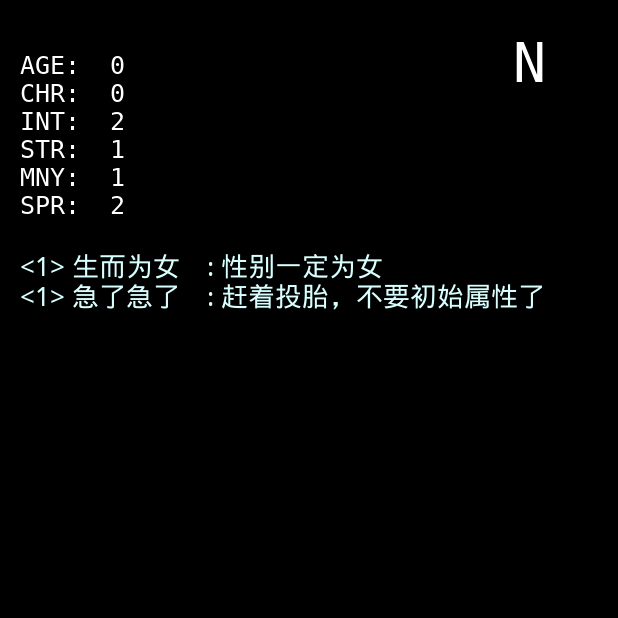 N
AGE: 0
CHR: 0
INT: 2
STR: 1
MNY: 1
SPR: 2
<1> 生而为女 : 性别一定为女
<1> 急了急了 : 赶着投胎，不要初始属性了